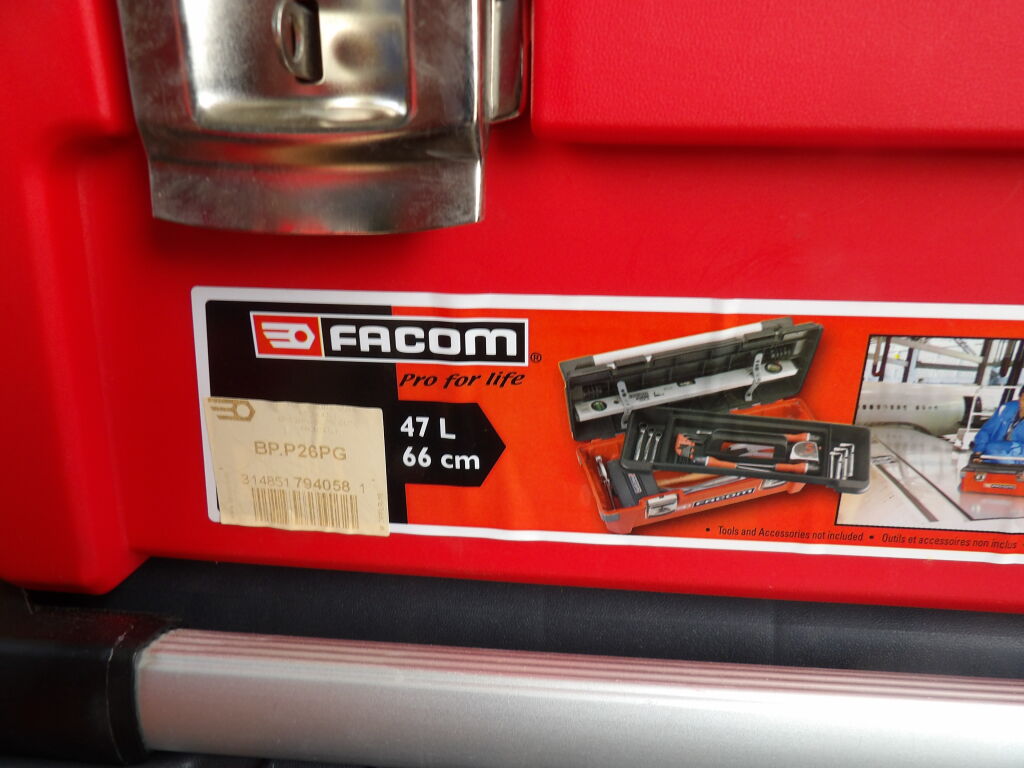 FACOM®
Pro for life
47 L
66 cm
BP.P26PG
314851 794058 1
FACOM
• Tools and Accessories not included • Outils et accessoires non inclus